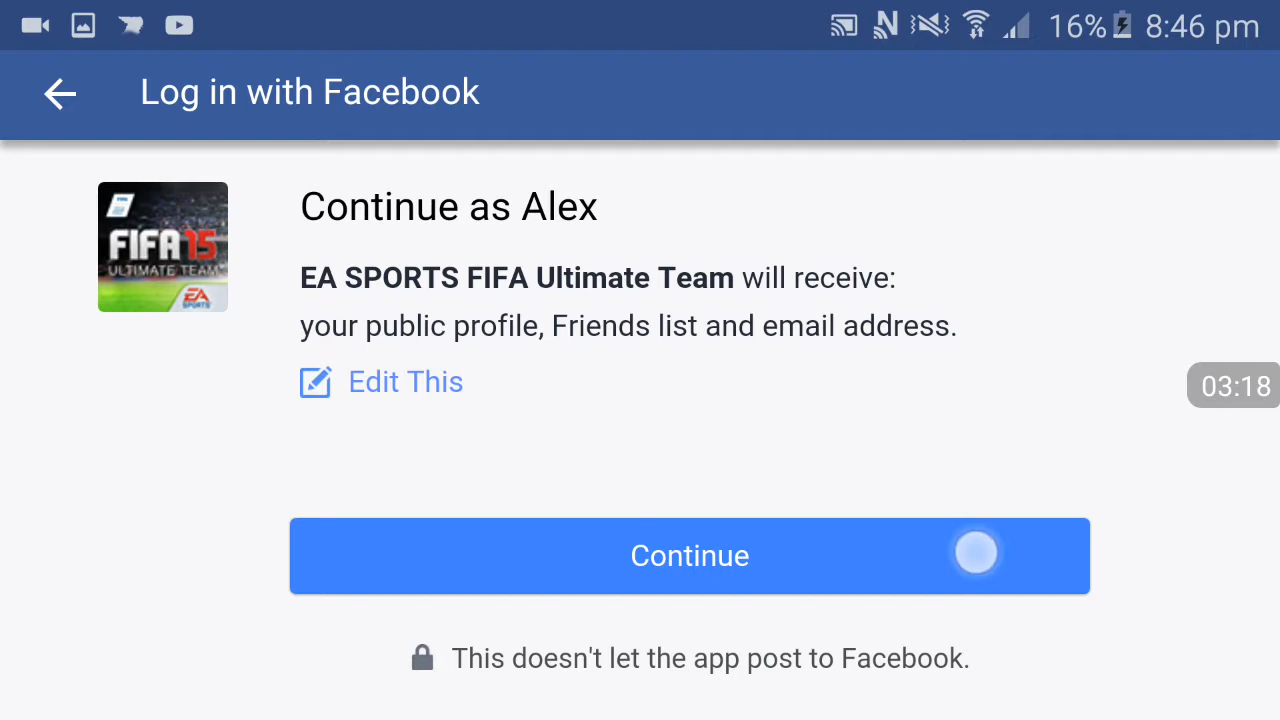 16% 8:46 pm
Log in with Facebook
Continue as Alex
FIFA 15
ULTIMATE TEAM
EA
SPORTS
EA SPORTS FIFA Ultimate Team will receive:
your public profile, Friends list and email address.
Edit This
03:18
Continue
This doesn't let the app post to Facebook.